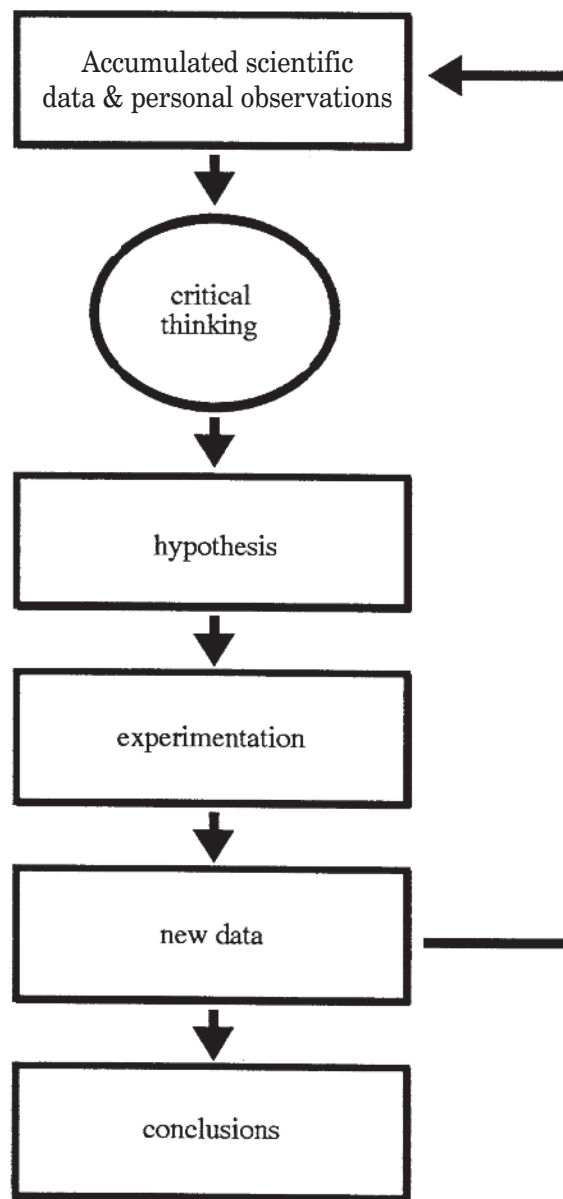 Accumulated scientific
data & personal observations
critical
thinking
hypothesis
experimentation
new data
conclusions